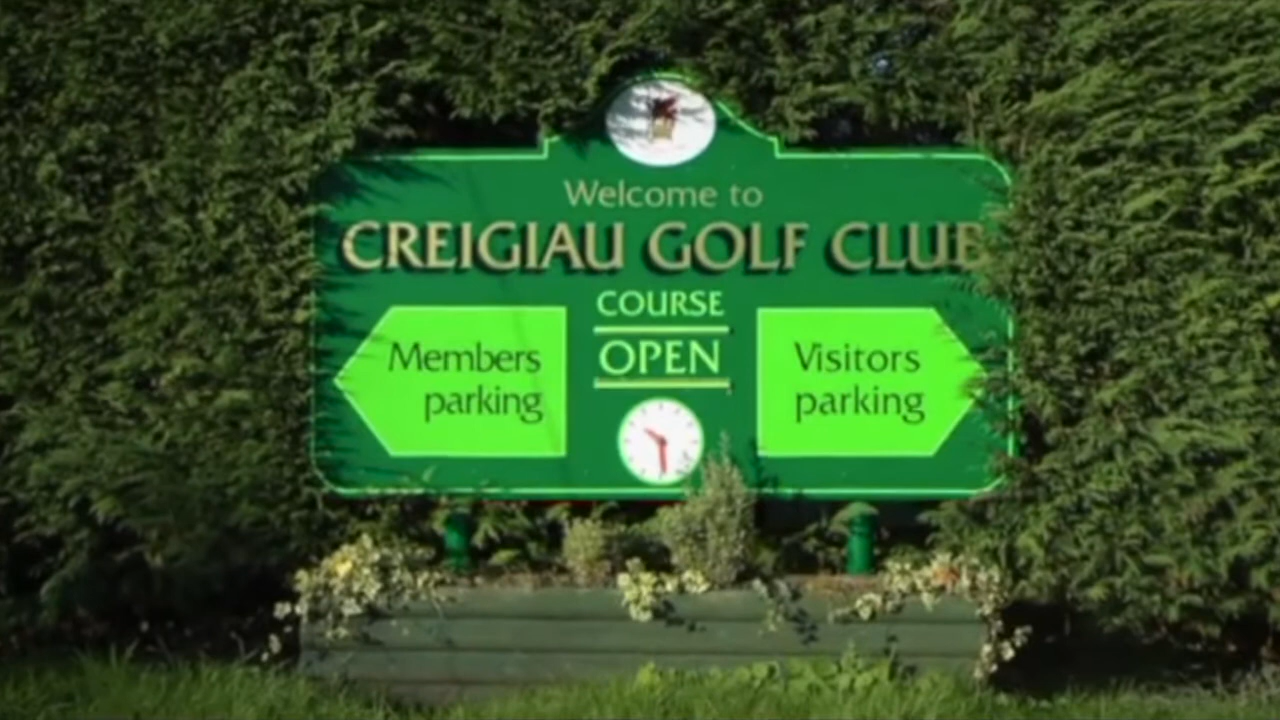 Welcome to
CREIGIAU GOLF CLUB
COURSE
OPEN
Members
parking
Visitors
parking